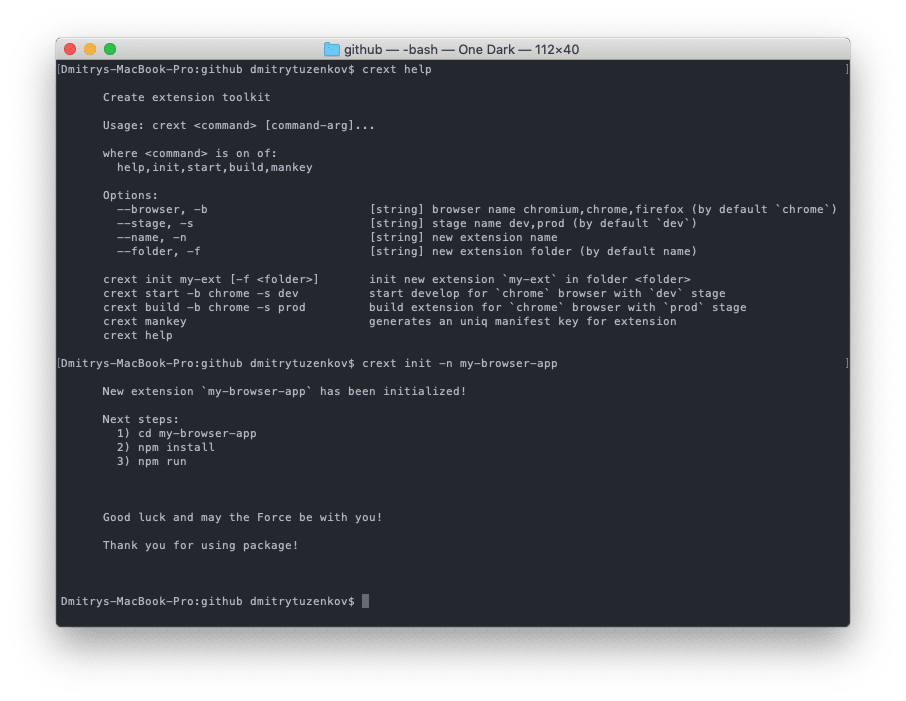 github — -bash — One Dark — 112×40
[Dmitrys-MacBook-Pro:github dmitrytuzenkov$ crext help ]
Create extension toolkit
Usage: crext <command> [command-arg]...
where <command> is on of:
help,init,start,build,mankey
Options:
--browser, -b [string] browser name chromium,chrome,firefox (by default `chrome`)
--stage, -s [string] stage name dev,prod (by default `dev`)
--name, -n [string] new extension name
--folder, -f [string] new extension folder (by default name)
crext init my-ext [-f <folder>] init new extension `my-ext` in folder <folder>
crext start -b chrome -s dev start develop for `chrome` browser with `dev` stage
crext build -b chrome -s prod build extension for `chrome` browser with `prod` stage
crext mankey generates an uniq manifest key for extension
crext help
[Dmitrys-MacBook-Pro:github dmitrytuzenkov$ crext init -n my-browser-app ]
New extension `my-browser-app` has been initialized!
Next steps:
1) cd my-browser-app
2) npm install
3) npm run
Good luck and may the Force be with you!
Thank you for using package!
Dmitrys-MacBook-Pro:github dmitrytuzenkov$